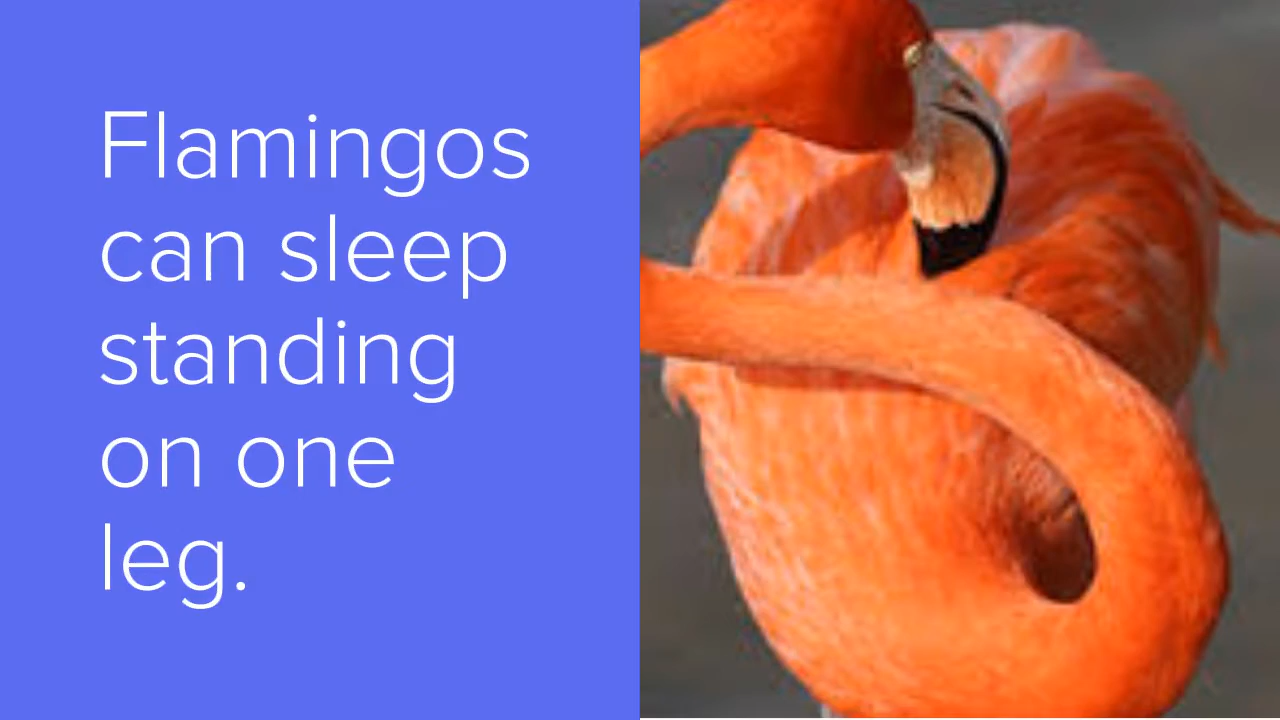 Flamingos
can sleep
standing
on one
leg.